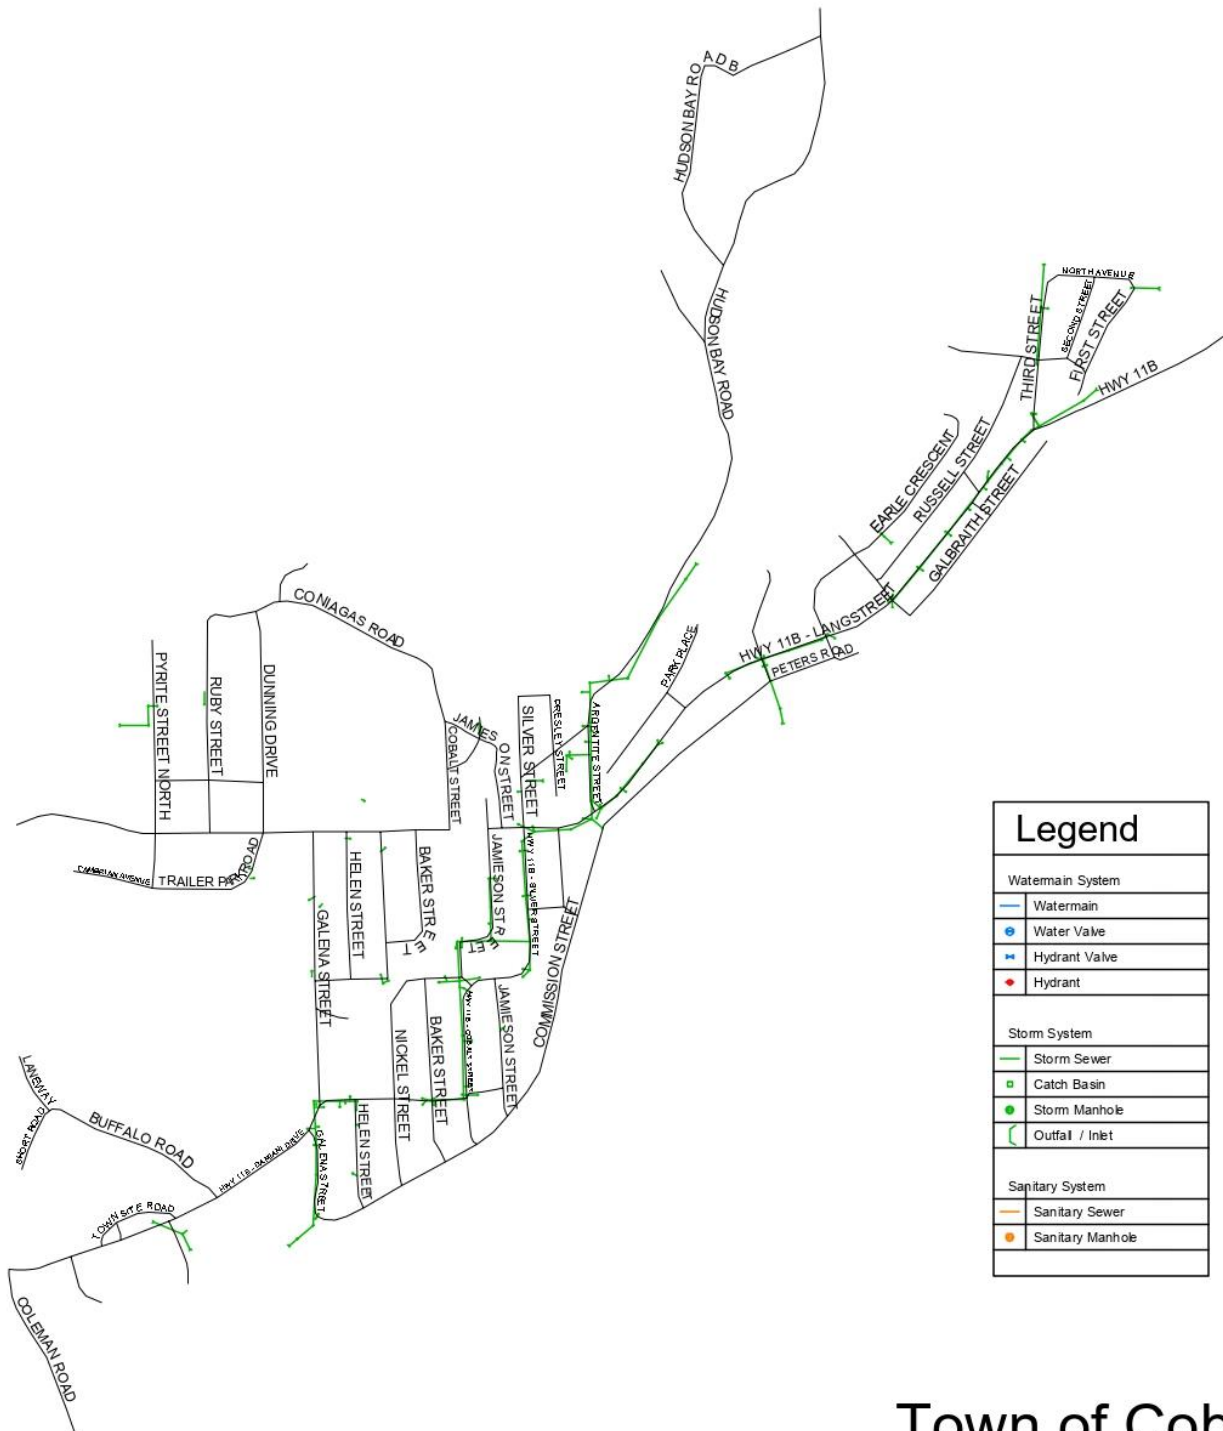 HUDSON BAY ROAD B
HUDSON BAY ROAD
NORTH AVENUE
THIRD STREET
SECOND STREET
FIRST STREET
HWY 11B
EARLE CRESCENT
RUSSELL STREET
GALBRAITH STREET
HWY 11B - LANG STREET
PETERS ROAD
PARK PLACE
CONIAGAS ROAD
PYRITE STREET NORTH
RUBY STREET
DUNNING DRIVE
JAMIESON STREET
COBALT STREET
SILVER STREET
PRESLEY STREET
ARGENTITE STREET
CAMBRIAN AVENUE
TRAILER PARK ROAD
HELEN STREET
BAKER STREET
JAMIESON STREET
HWY 11B - SILVER STREET
GALENA STREET
COMMISSION STREET
NICKEL STREET
BAKER STREET
HWY 11B - COBALT STREET
JAMIESON STREET
LANEWAY
SHORT ROAD
BUFFALO ROAD
HWY 11B - DAMIANI DRIVE
GALENA STREET
HELEN STREET
TOWN SITE ROAD
COLEMAN ROAD
Legend
Watermain System
Watermain
Water Valve
Hydrant Valve
Hydrant
Storm System
Storm Sewer
Catch Basin
Storm Manhole
Outfall / Inlet
Sanitary System
Sanitary Sewer
Sanitary Manhole
Town of Cob